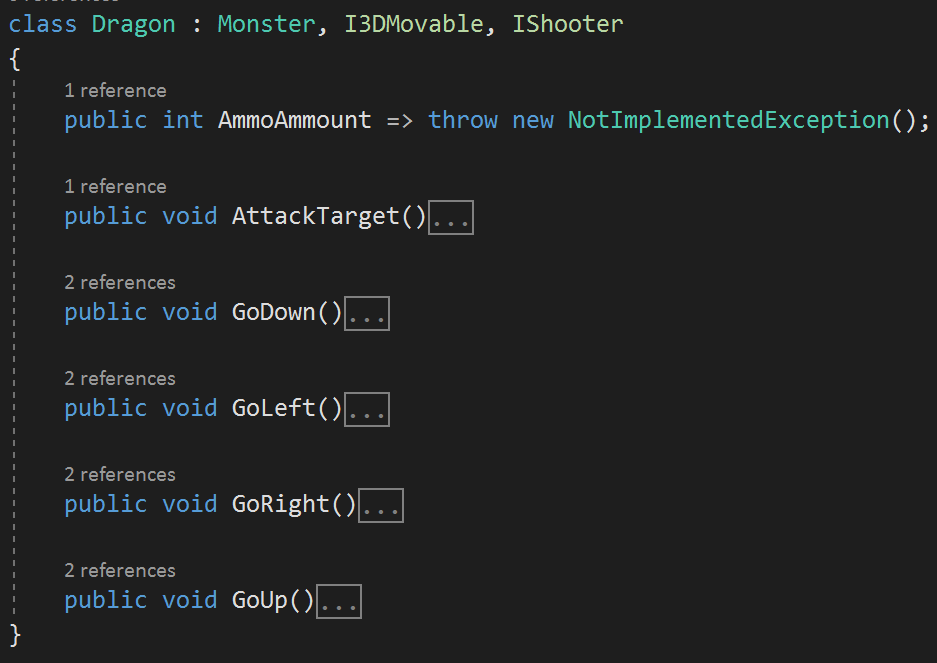 class Dragon : Monster, I3DMovable, IShooter
{
1 reference
public int AmmoAmmount => throw new NotImplementedException();
1 reference
public void AttackTarget()...
2 references
public void GoDown()...
2 references
public void GoLeft()...
2 references
public void GoRight()...
2 references
public void GoUp()...
}